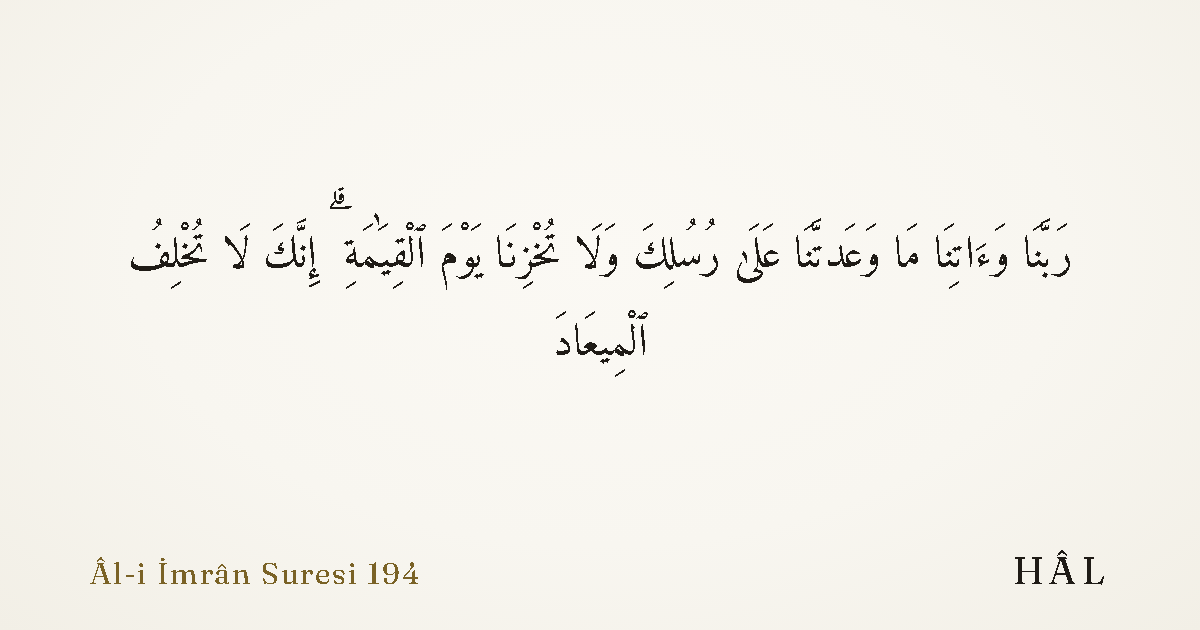 رَبَّنَا وَءَاتِنَا مَا وَعَدتَّنَا عَلَىٰ رُسُلِكَ وَلَا تُخْزِنَا يَوْمَ ٱلْقِيَـٰمَةِ ۗ إِنَّكَ لَا تُخْلِفُ
ٱلْمِيعَادَ
Âl-i İmrân Suresi 194
HÂL